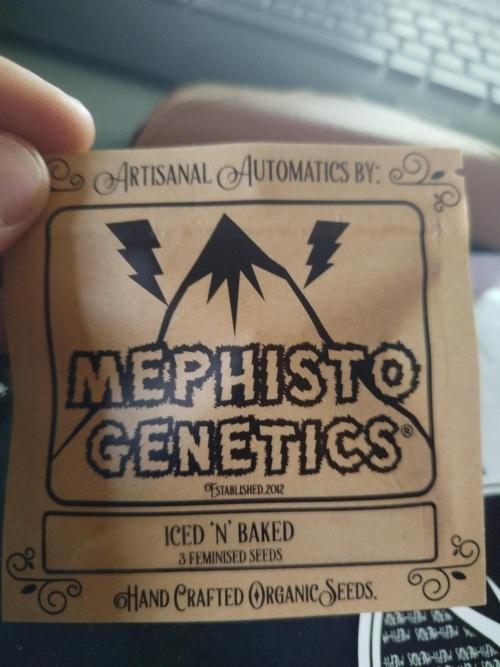 ARTISANAL AUTOMATICS BY:
MEPHISTO
GENETICS®
ESTABLISHED 2012
ICED 'N' BAKED
3 FEMINISED SEEDS
HAND CRAFTED ORGANIC SEEDS.